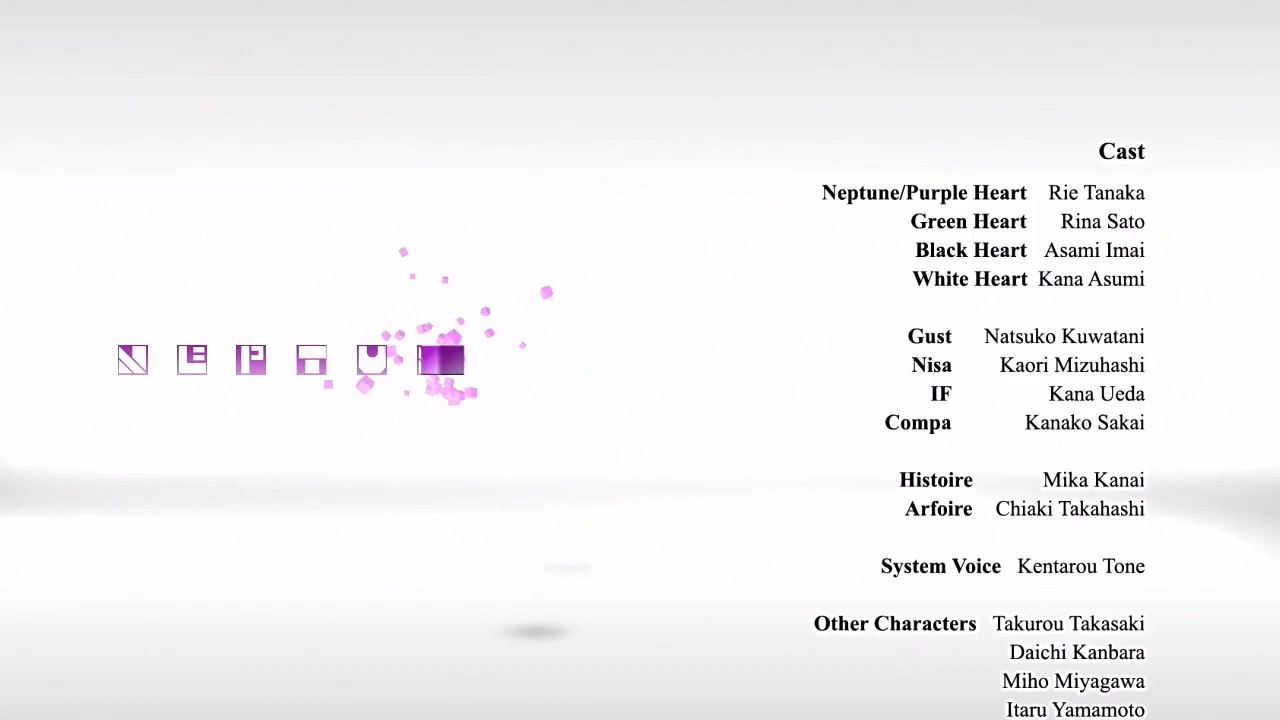 NEPTU
Cast
Neptune/Purple Heart Rie Tanaka
Green Heart Rina Sato
Black Heart Asami Imai
White Heart Kana Asumi
Gust Natsuko Kuwatani
Nisa Kaori Mizuhashi
IF Kana Ueda
Compa Kanako Sakai
Histoire Mika Kanai
Arfoire Chiaki Takahashi
System Voice Kentarou Tone
Other Characters Takurou Takasaki
Daichi Kanbara
Miho Miyagawa
Itaru Yamamoto